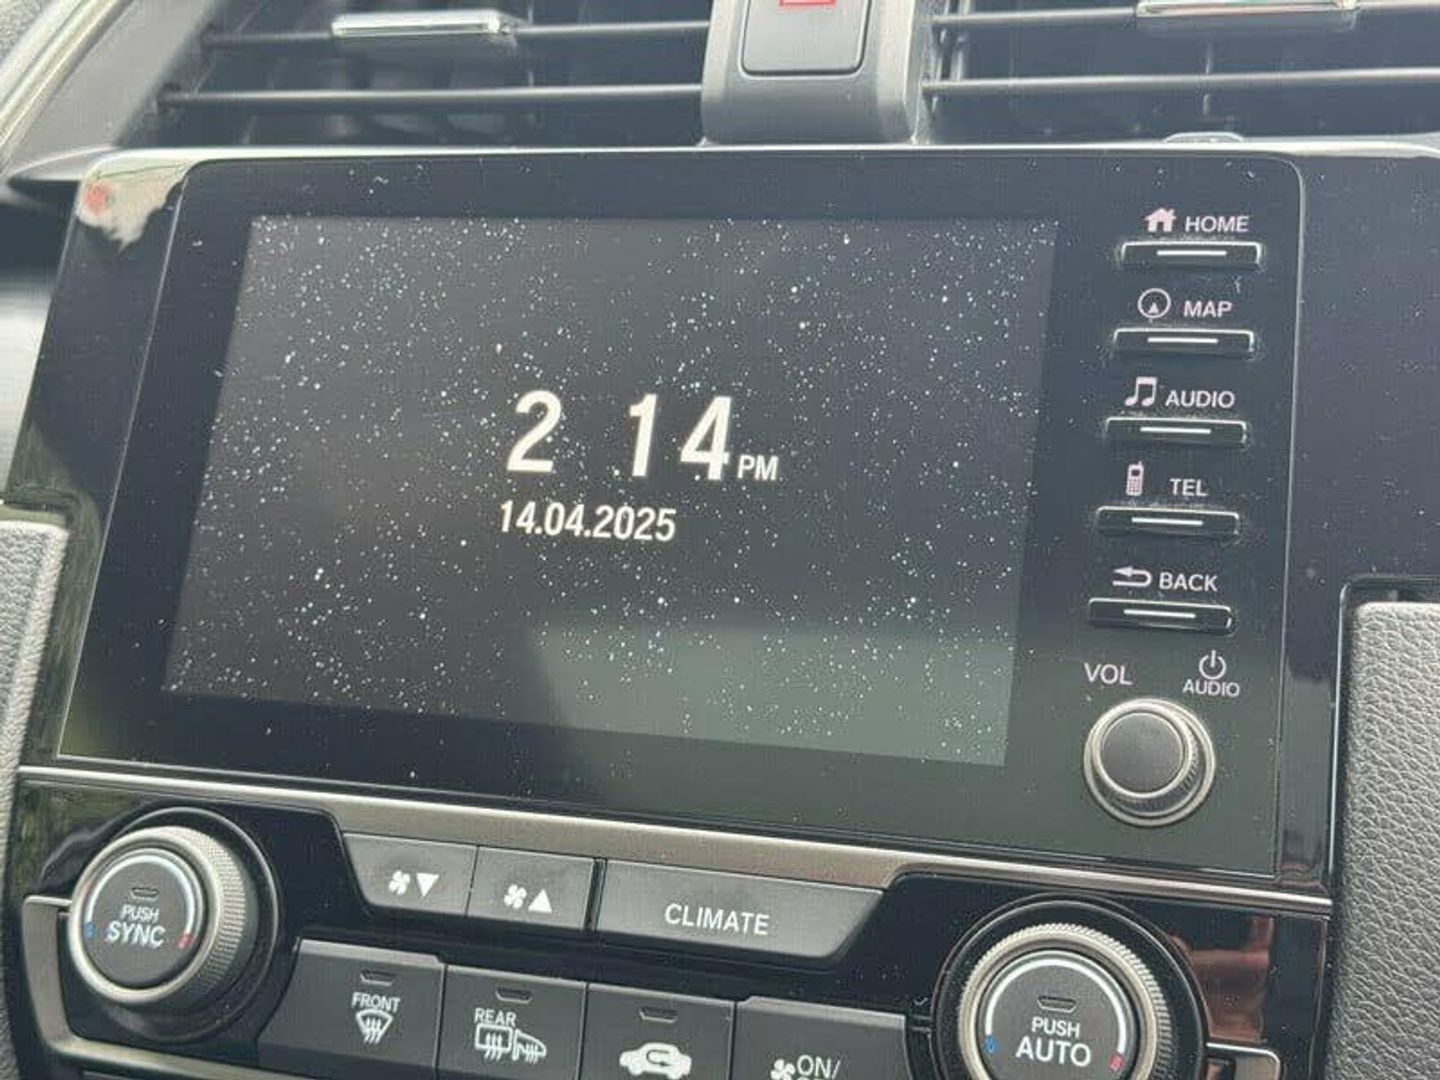 HOME
MAP
AUDIO
2 14 PM
TEL
14.04.2025
BACK
VOL
AUDIO
PUSH
SYNC
CLIMATE
FRONT
REAR
ON/
PUSH
AUTO